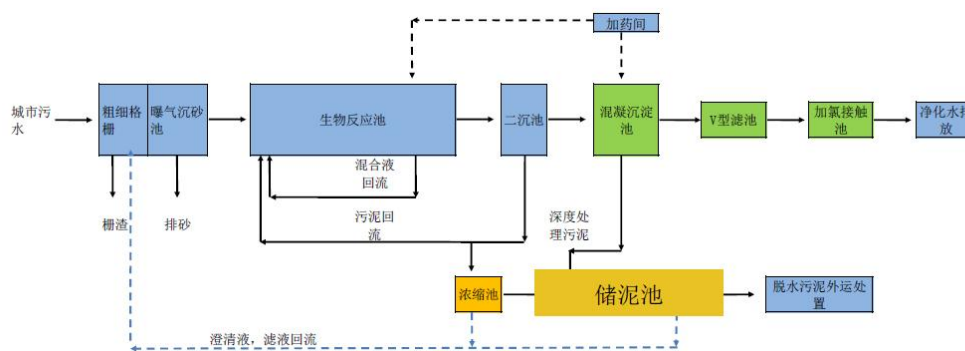 加药间
城市污
水
粗细格
栅
曝气沉砂
池
生物反应池
二沉池
混凝沉淀
池
V型滤池
加氯接触
池
净化水排
放
混合液
回流
栅渣
排砂
污泥回
流
深度处
理污泥
浓缩池
储泥池
脱水污泥外运处
置
澄清液，滤液回流